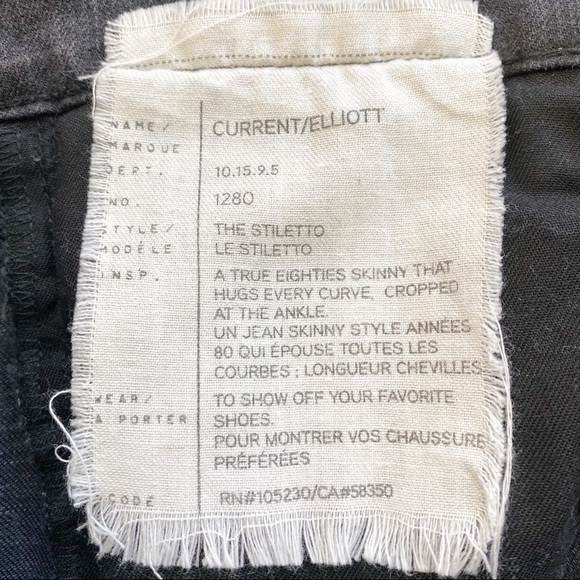 NAME / CURRENT/ELLIOTT
MARQUE
DEPT. 10.15.9.5
NO. 1280
STYLE / THE STILETTO
MODÈLE LE STILETTO
INSP. A TRUE EIGHTIES SKINNY THAT
HUGS EVERY CURVE, CROPPED
AT THE ANKLE.
UN JEAN SKINNY STYLE ANNÉES
80 QUI ÉPOUSE TOUTES LES
COURBES ; LONGUEUR CHEVILLES
WEAR / TO SHOW OFF YOUR FAVORITE
A PORTER SHOES.
POUR MONTRER VOS CHAUSSURE
PRÉFÉRÉES
CODE RN#105230/CA#58350